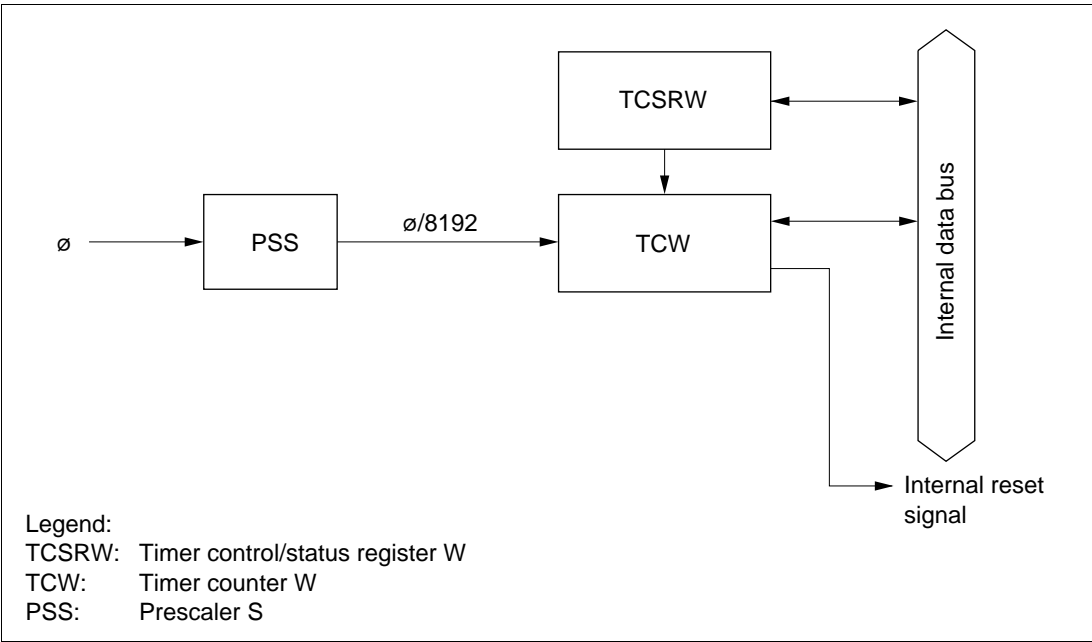 TCSRW
ø
PSS
ø/8192
TCW
Internal data bus
Internal reset
signal
Legend:
TCSRW: Timer control/status register W
TCW: Timer counter W
PSS: Prescaler S